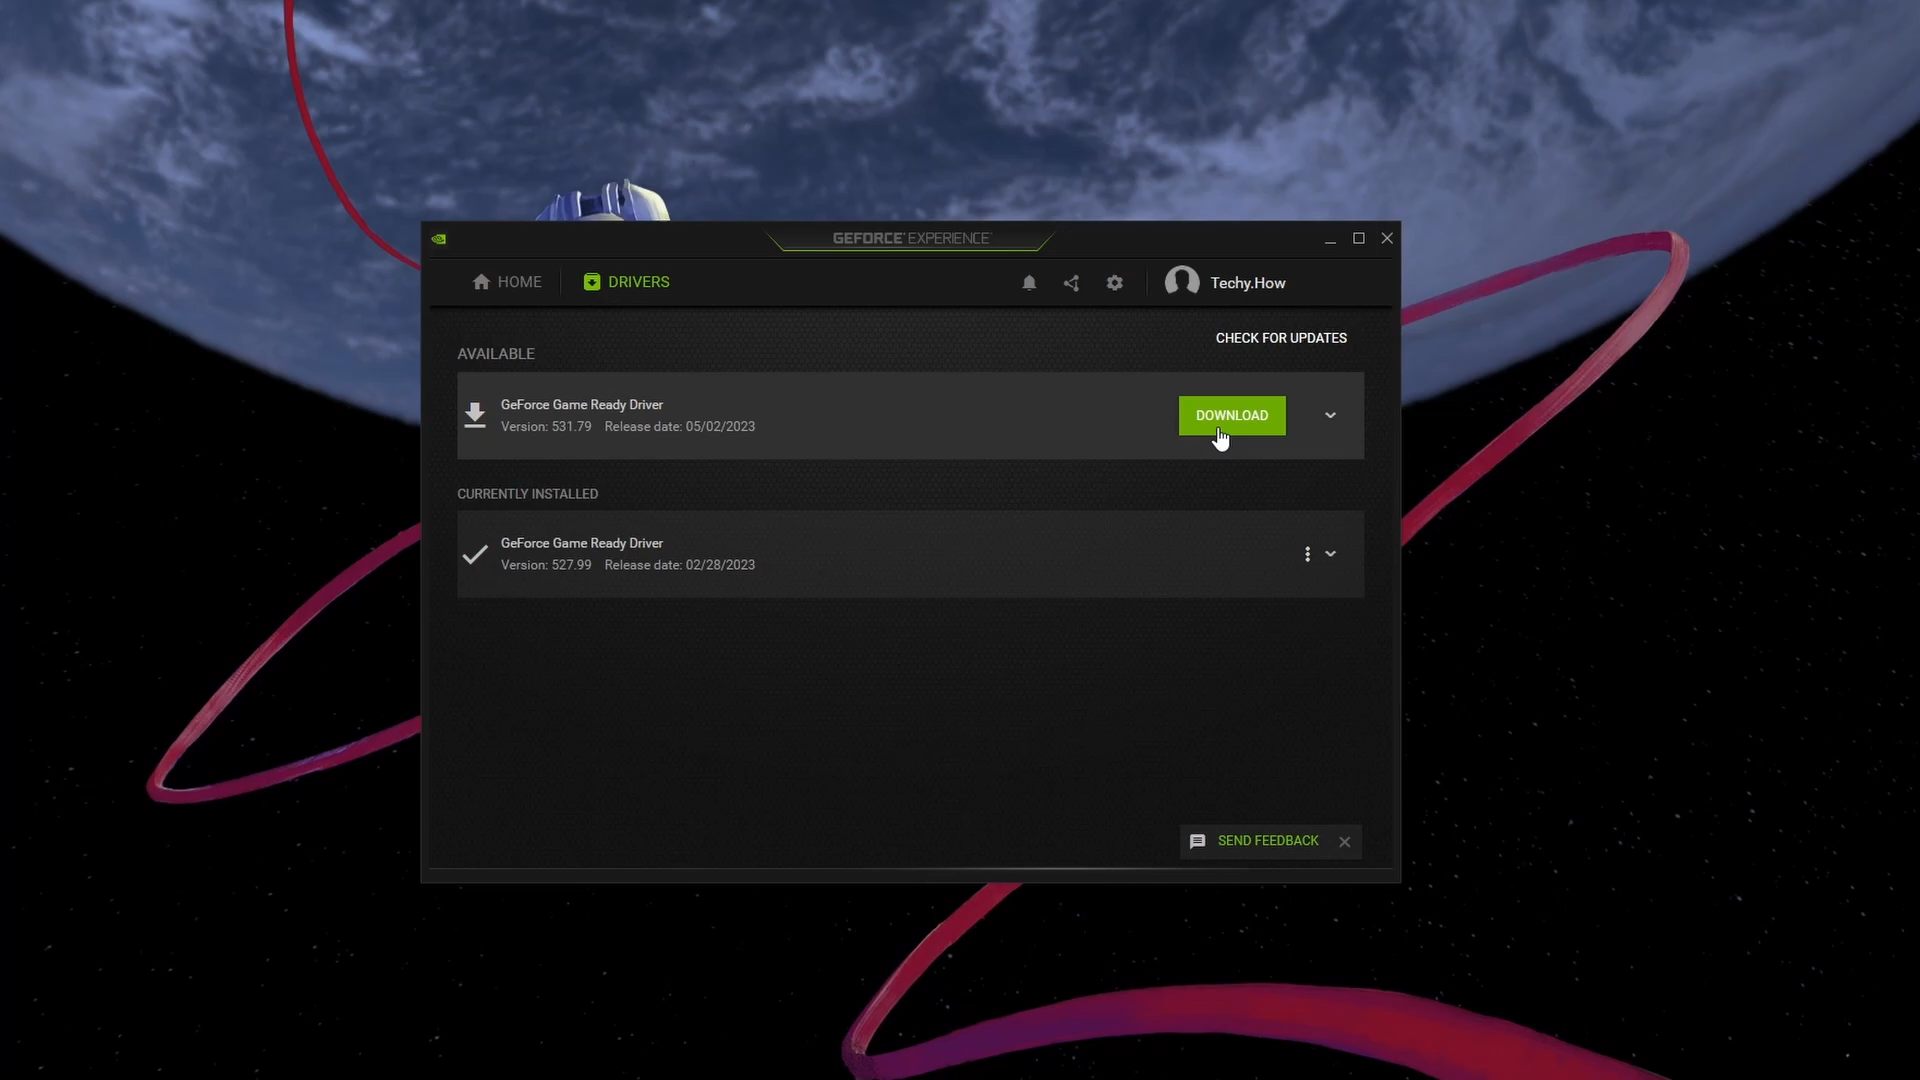 GEFORCE EXPERIENCE
HOME
DRIVERS
Techy.How
CHECK FOR UPDATES
AVAILABLE
GeForce Game Ready Driver
Version: 531.79 Release date: 05/02/2023
DOWNLOAD
CURRENTLY INSTALLED
GeForce Game Ready Driver
Version: 527.99 Release date: 02/28/2023
SEND FEEDBACK